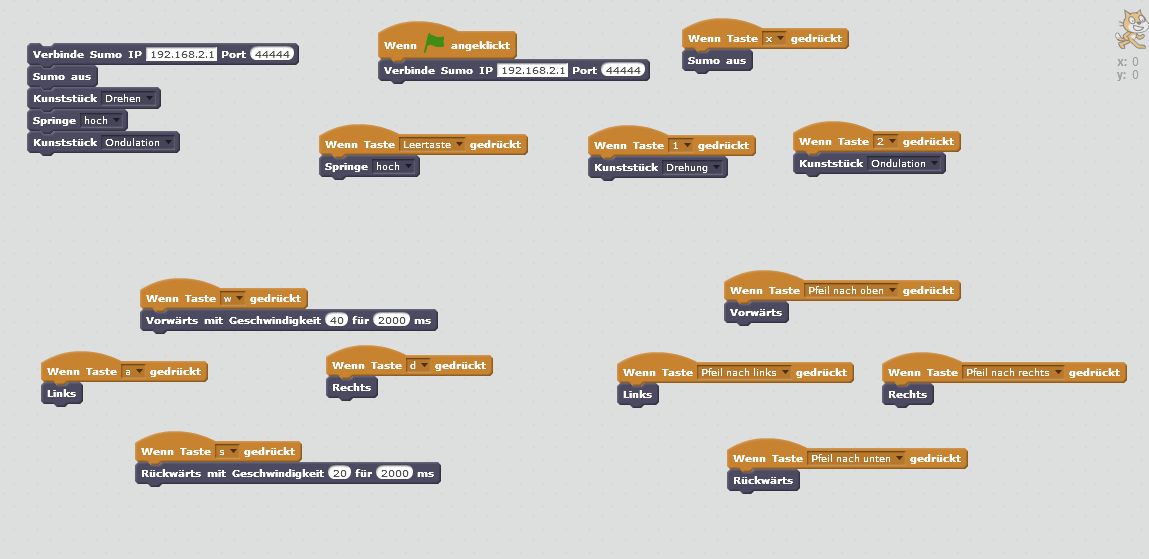 Verbinde Sumo IP 192.168.2.1 Port 44444
Sumo aus
Kunststück Drehen
Springe hoch
Kunststück Ondulation
Wenn angeklickt
Verbinde Sumo IP 192.168.2.1 Port 44444
Wenn Taste x gedrückt
Sumo aus
x: 0
y: 0
Wenn Taste Leertaste gedrückt
Springe hoch
Wenn Taste 1 gedrückt
Kunststück Drehung
Wenn Taste 2 gedrückt
Kunststück Ondulation
Wenn Taste w gedrückt
Vorwärts mit Geschwindigkeit 40 für 2000 ms
Wenn Taste a gedrückt
Links
Wenn Taste d gedrückt
Rechts
Wenn Taste s gedrückt
Rückwärts mit Geschwindigkeit 20 für 2000 ms
Wenn Taste Pfeil nach oben gedrückt
Vorwärts
Wenn Taste Pfeil nach links gedrückt
Links
Wenn Taste Pfeil nach rechts gedrückt
Rechts
Wenn Taste Pfeil nach unten gedrückt
Rückwärts